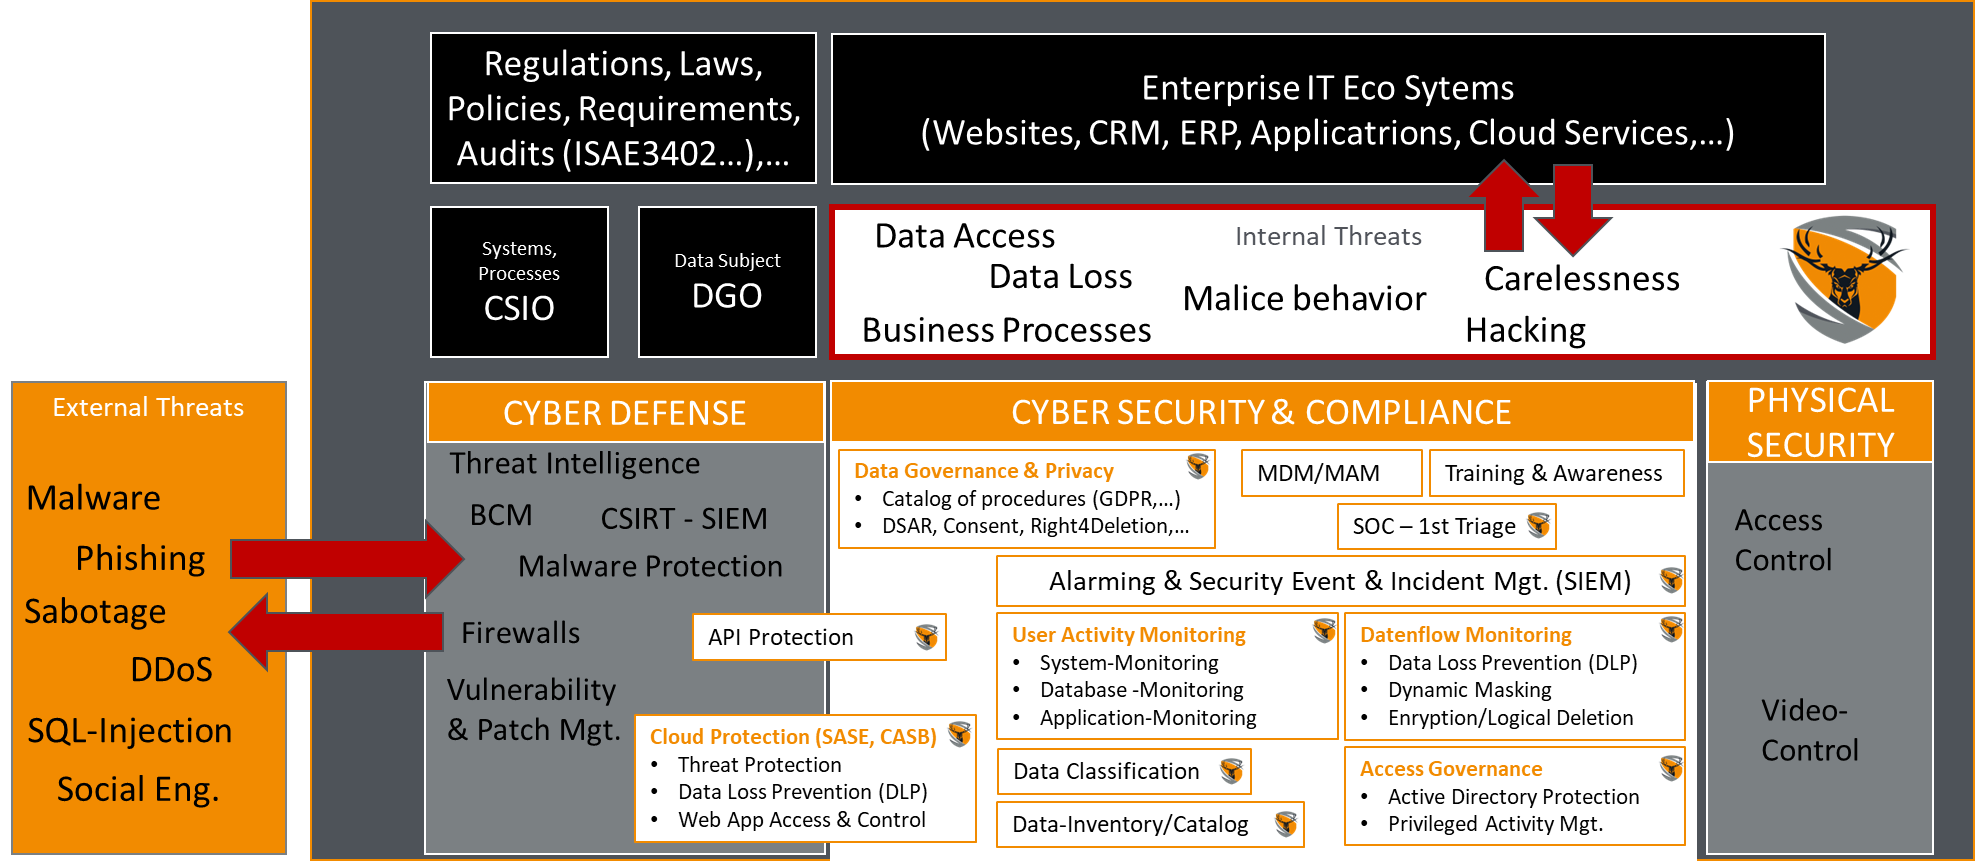 Regulations, Laws,
Policies, Requirements,
Audits (ISAE3402...),...
Enterprise IT Eco Sytems
(Websites, CRM, ERP, Applicatrions, Cloud Services,...)
Systems,
Processes
CSIO
Data Subject
DGO
Data Access
Internal Threats
Data Loss
Carelessness
Malice behavior
Business Processes
Hacking
External Threats
Malware
Phishing
Sabotage
DDoS
SQL-Injection
Social Eng.
CYBER DEFENSE
Threat Intelligence
BCM
CSIRT - SIEM
Malware Protection
Firewalls
Vulnerability
& Patch Mgt.
API Protection
Cloud Protection (SASE, CASB)
• Threat Protection
• Data Loss Prevention (DLP)
• Web App Access & Control
CYBER SECURITY & COMPLIANCE
Data Governance & Privacy
• Catalog of procedures (GDPR,...)
• DSAR, Consent, Right4Deletion,...
MDM/MAM
Training & Awareness
SOC – 1st Triage
Alarming & Security Event & Incident Mgt. (SIEM)
User Activity Monitoring
• System-Monitoring
• Database -Monitoring
• Application-Monitoring
Datenflow Monitoring
• Data Loss Prevention (DLP)
• Dynamic Masking
• Enryption/Logical Deletion
Data Classification
Data-Inventory/Catalog
Access Governance
• Active Directory Protection
• Privileged Activity Mgt.
PHYSICAL
SECURITY
Access
Control
Video-
Control